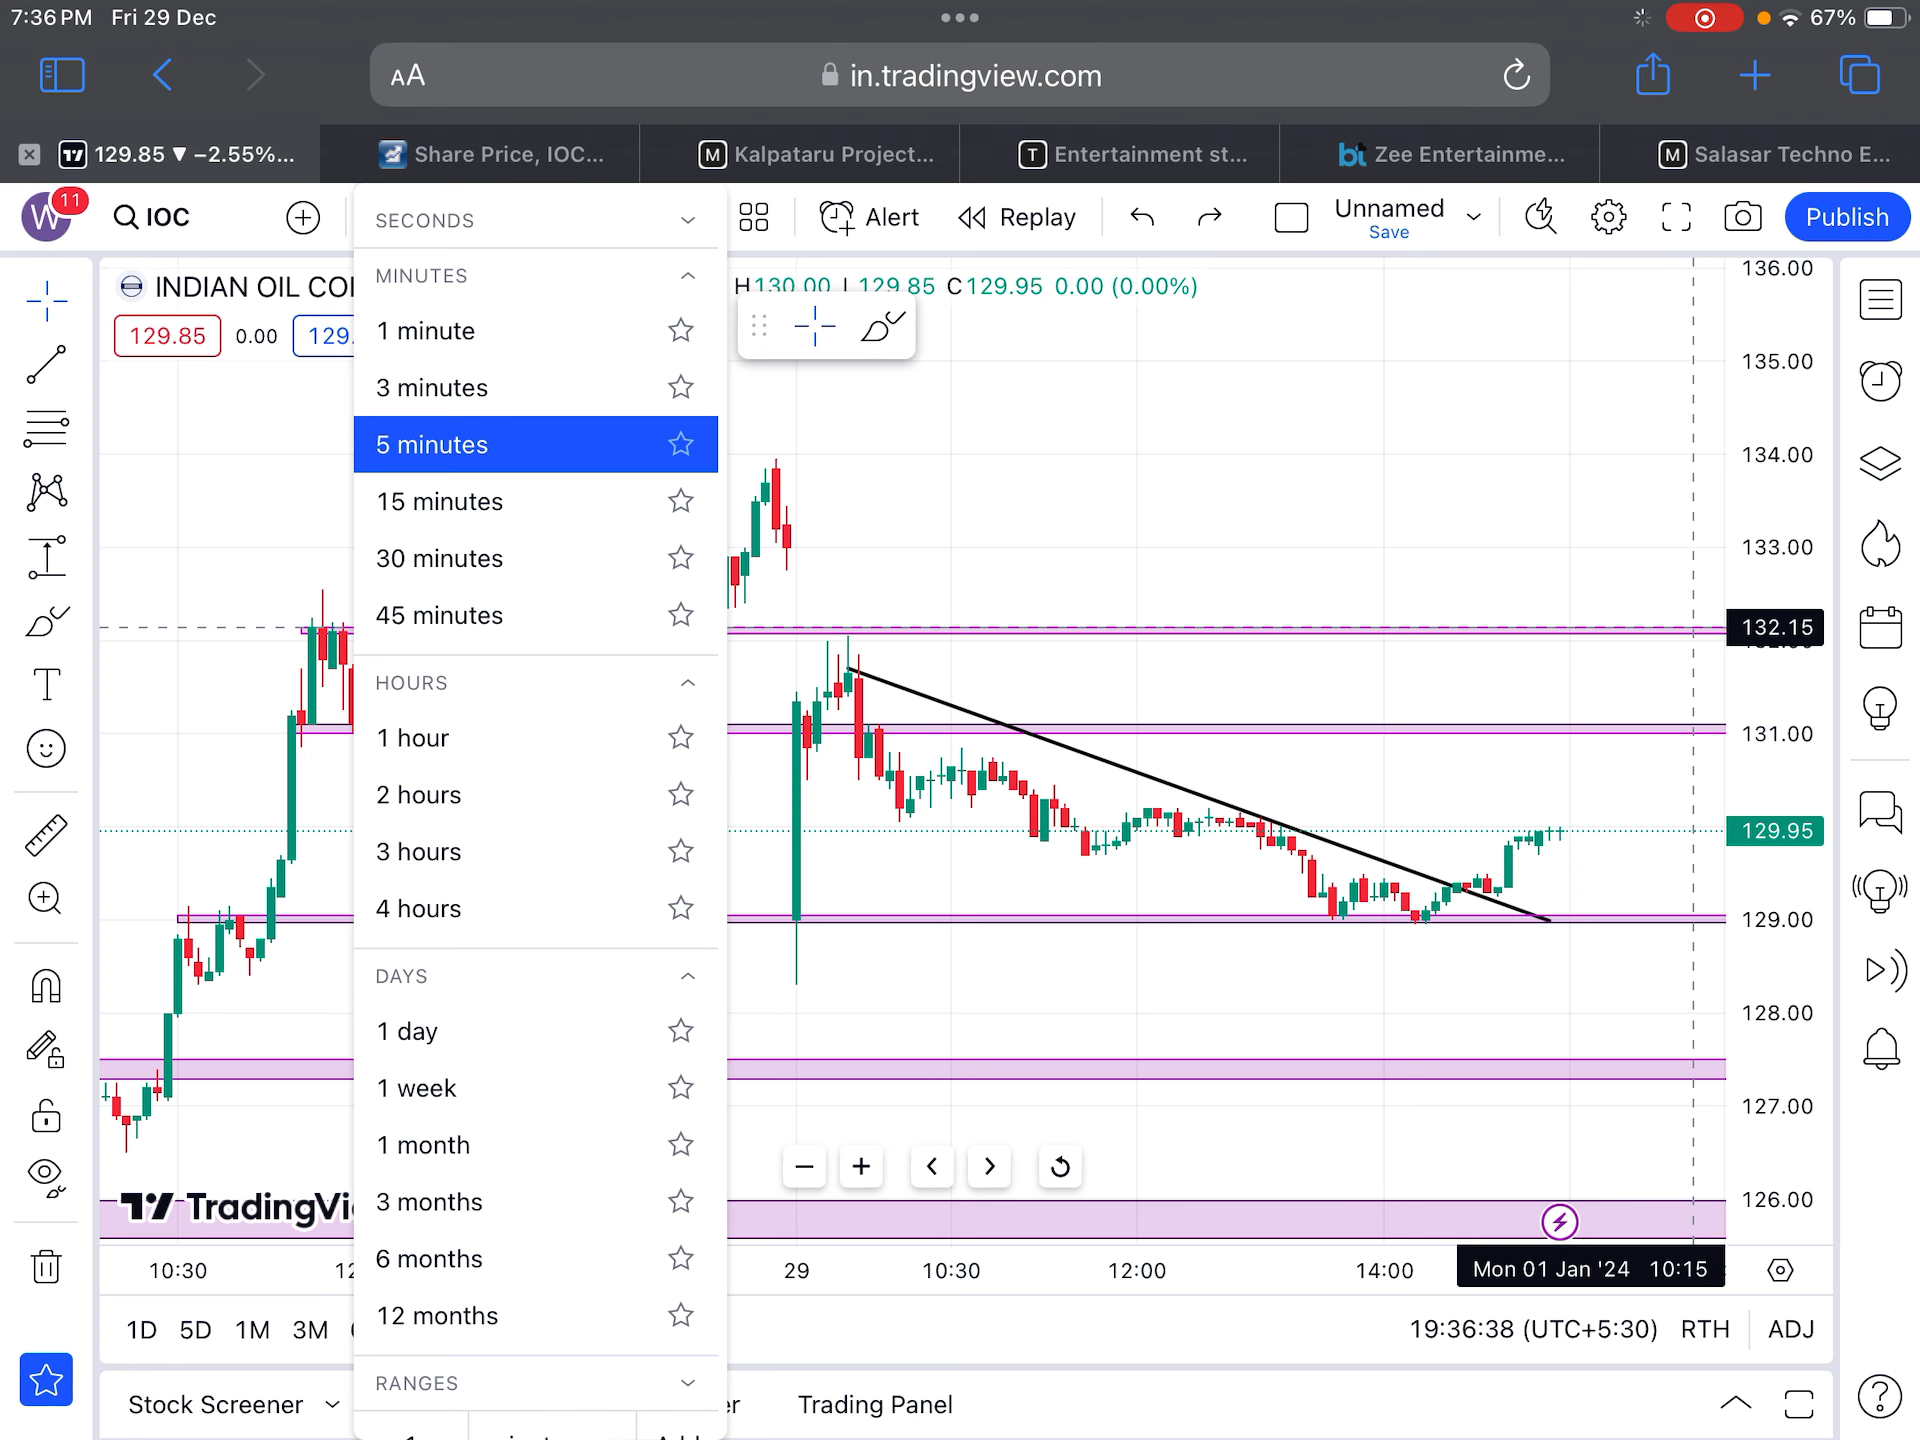 7:36 PM Fri 29 Dec
67%
AA
in.tradingview.com
129.85 ▼ −2.55%...
Share Price, IOC...
M Kalpataru Project...
T Entertainment st...
bt Zee Entertainme...
M Salasar Techno E...
W 11
IOC
Alert
Replay
Unnamed
Save
Publish
INDIAN OIL CO
H130.00 L129.85 C129.95 0.00 (0.00%)
129.85
0.00
129.
SECONDS
MINUTES
1 minute
3 minutes
5 minutes
15 minutes
30 minutes
45 minutes
HOURS
1 hour
2 hours
3 hours
4 hours
DAYS
1 day
1 week
1 month
3 months
6 months
12 months
RANGES
136.00
135.00
134.00
133.00
132.15
131.00
129.95
129.00
128.00
127.00
126.00
TradingVi
10:30
12
29
10:30
12:00
14:00
Mon 01 Jan '24 10:15
1D 5D 1M 3M
19:36:38 (UTC+5:30) RTH ADJ
Stock Screener
er
Trading Panel